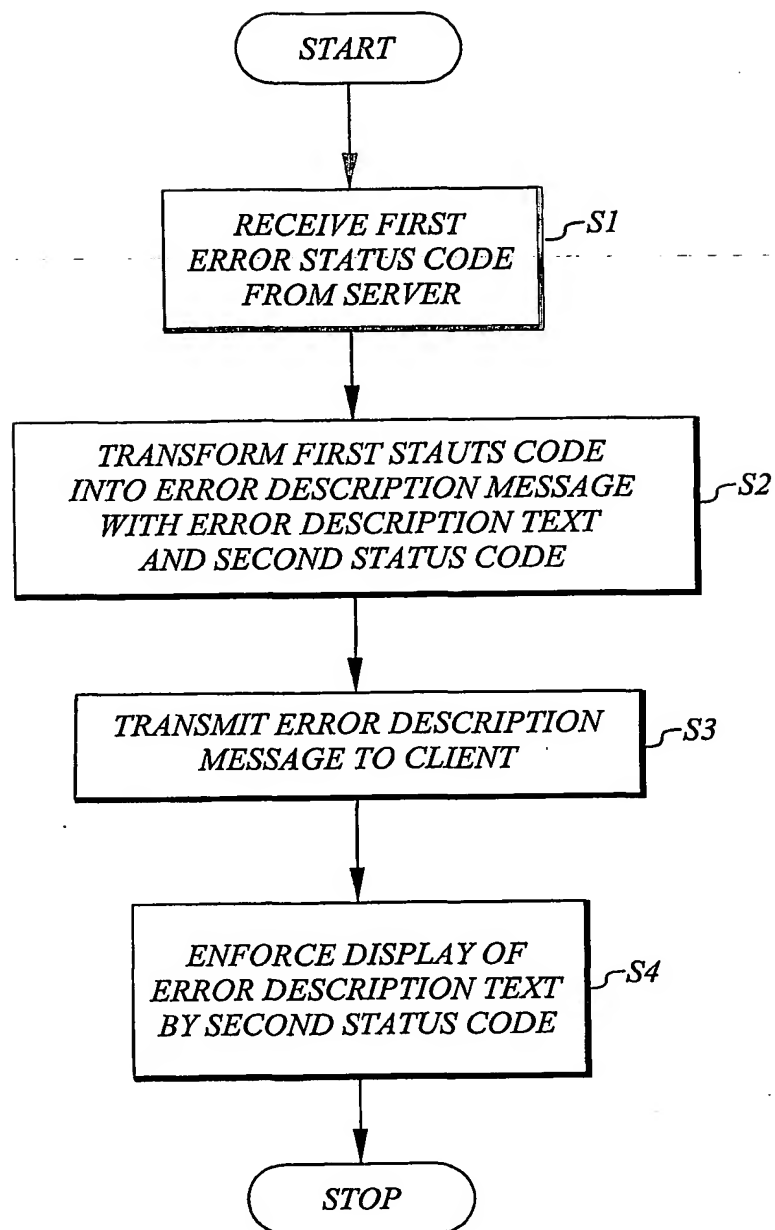 START
RECEIVE FIRST
ERROR STATUS CODE
FROM SERVER
S1
TRANSFORM FIRST STAUTS CODE
INTO ERROR DESCRIPTION MESSAGE
WITH ERROR DESCRIPTION TEXT
AND SECOND STATUS CODE
S2
TRANSMIT ERROR DESCRIPTION
MESSAGE TO CLIENT
S3
ENFORCE DISPLAY OF
ERROR DESCRIPTION TEXT
BY SECOND STATUS CODE
S4
STOP